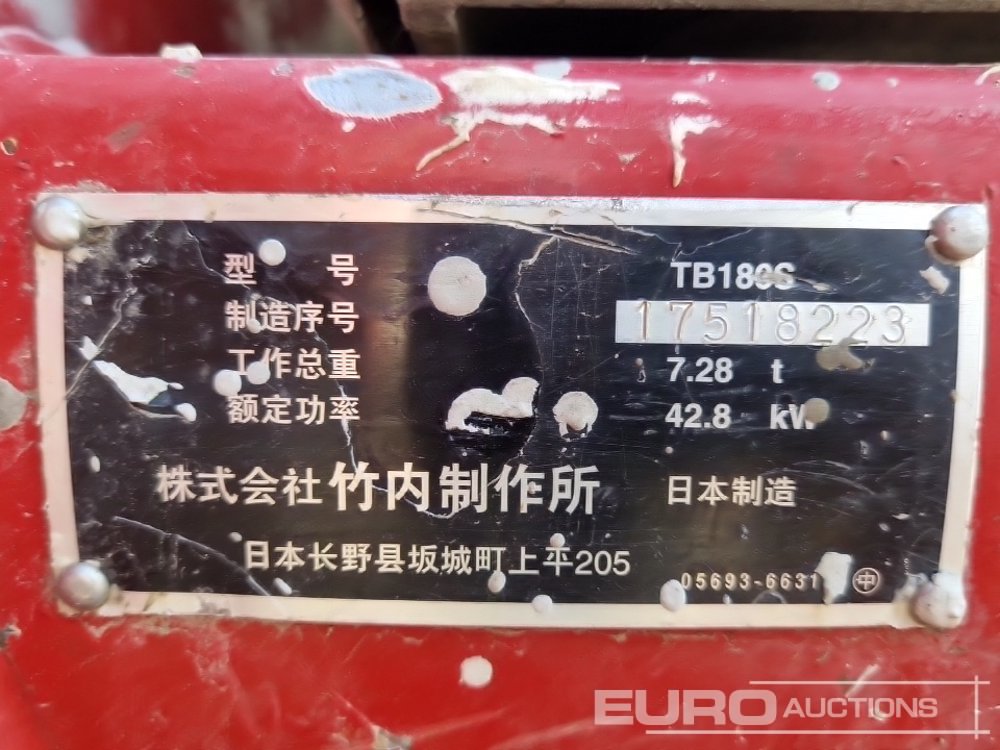 型 号 TB180S
制造序号 17518223
工作总重 7.28 t
额定功率 42.8 kW
株式会社竹内制作所 日本制造
日本长野县坂城町上平205
05693-6631 中
EURO AUCTIONS